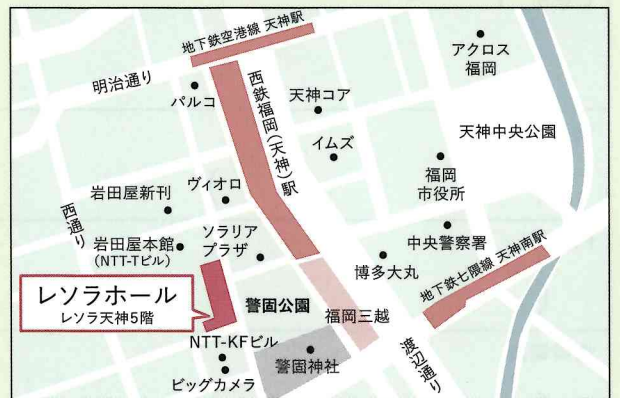 地下鉄空港線 天神駅
アクロス
福岡
明治通り
パルコ
西鉄福岡(天神)駅
天神コア
天神中央公園
イムズ
福岡
市役所
岩田屋新刊
ヴィオロ
西通り
ソラリア
プラザ
中央警察署
岩田屋本館
(NTT-Tビル)
博多大丸
地下鉄七隈線 天神南駅
レソラホール
レソラ天神5階
警固公園
福岡三越
NTT-KFビル
警固神社
渡辺通り
ビッグカメラ